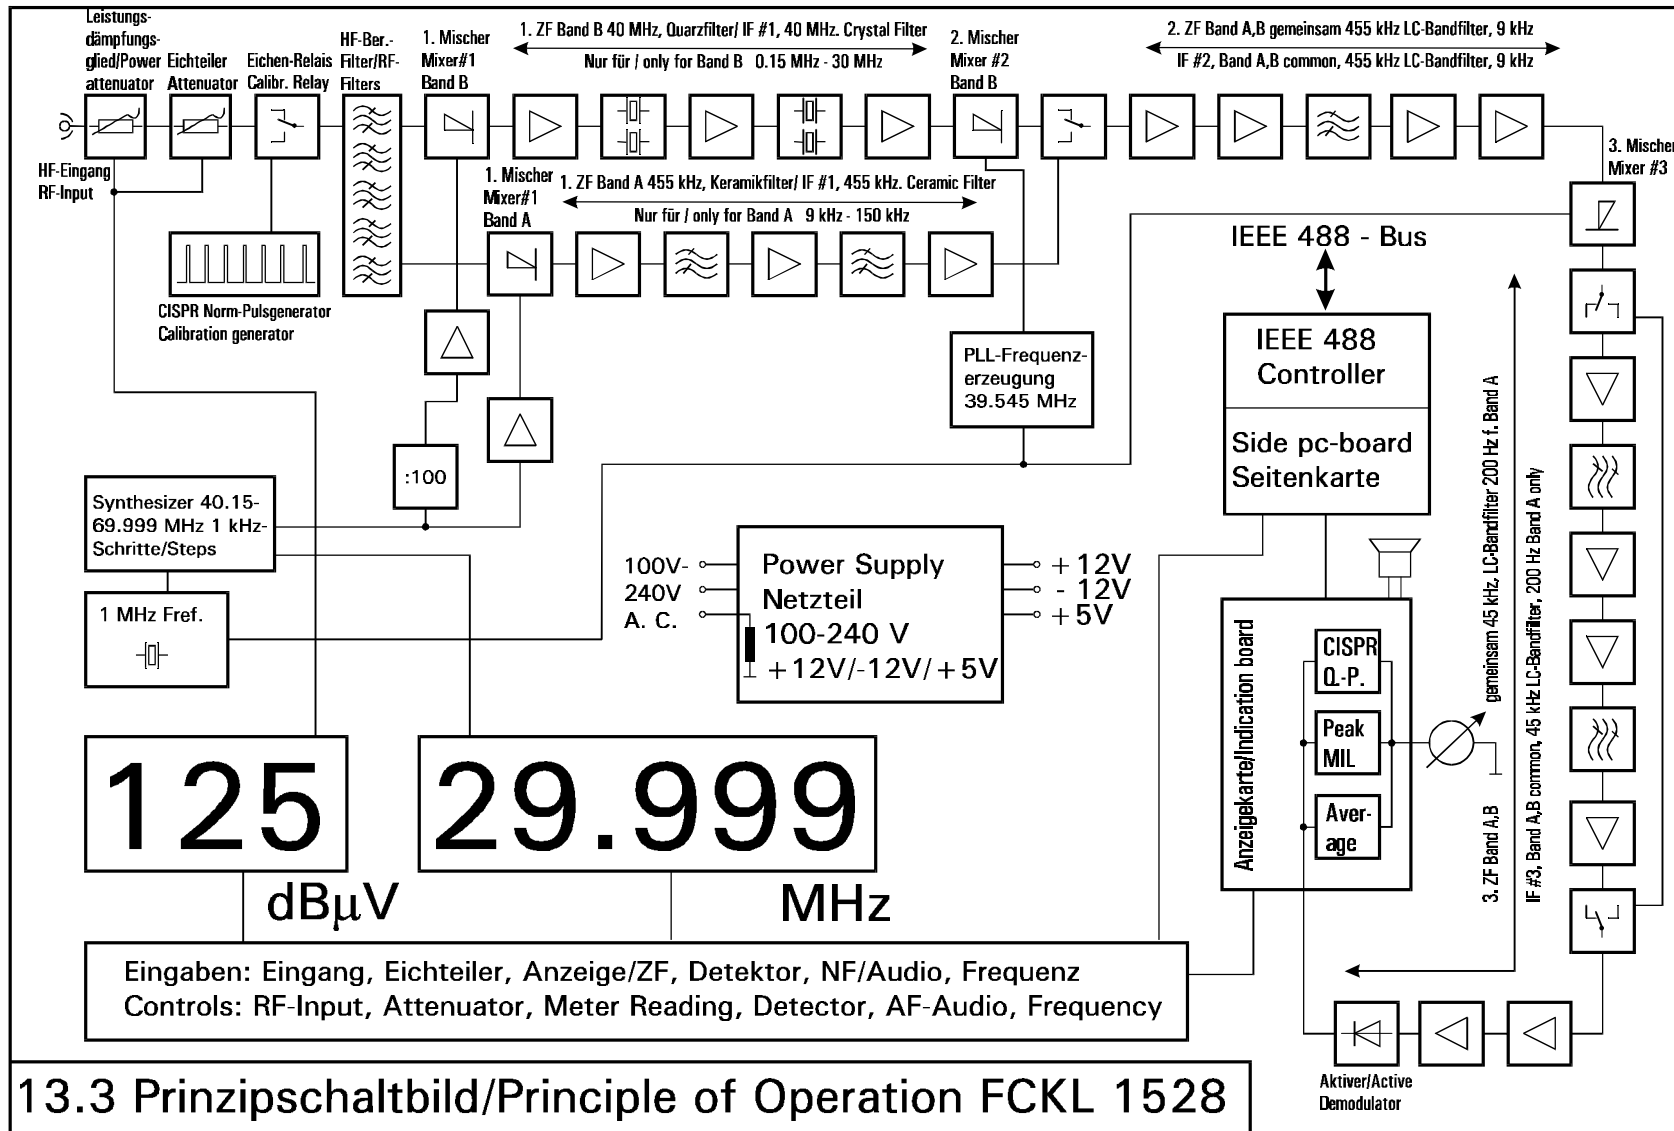 Leistungs-
dämpfungs-
glied/Power
attenuator
Eichteiler
Attenuator
Eichen-Relais
Calibr. Relay
HF-Ber.-
Filter/RF-
Filters
1. Mischer
Mixer#1
Band B
1. ZF Band B 40 MHz, Quarzfilter/ IF #1, 40 MHz. Crystal Filter
Nur für / only for Band B 0.15 MHz - 30 MHz
2. Mischer
Mixer #2
Band B
2. ZF Band A,B gemeinsam 455 kHz LC-Bandfilter, 9 kHz
IF #2, Band A,B common, 455 kHz LC-Bandfilter, 9 kHz
3. Mischer
Mixer #3
HF-Eingang
RF-Input
1. Mischer
Mixer#1
Band A
1. ZF Band A 455 kHz, Keramikfilter/ IF #1, 455 kHz. Ceramic Filter
Nur für / only for Band A 9 kHz - 150 kHz
CISPR Norm-Pulsgenerator
Calibration generator
IEEE 488 - Bus
IEEE 488
Controller
Side pc-board
Seitenkarte
PLL-Frequenz-
erzeugung
39.545 MHz
:100
Synthesizer 40.15-
69.999 MHz 1 kHz-
Schritte/Steps
1 MHz Fref.
100V-
240V
A. C.
Power Supply
Netzteil
100-240 V
+12V/-12V/+5V
+12V
- 12V
+5V
Anzeigekarte/Indication board
CISPR
Q.-P.
Peak
MIL
Aver-
age
3. ZF Band A,B gemeinsam 45 kHz, LC-Bandfilter 200 Hz f. Band A
IF #3, Band A,B common, 45 kHz LC-Bandfilter, 200 Hz Band A only
125
dBµV
29.999
MHz
Eingaben: Eingang, Eichteiler, Anzeige/ZF, Detektor, NF/Audio, Frequenz
Controls: RF-Input, Attenuator, Meter Reading, Detector, AF-Audio, Frequency
Aktiver/Active
Demodulator
13.3 Prinzipschaltbild/Principle of Operation FCKL 1528